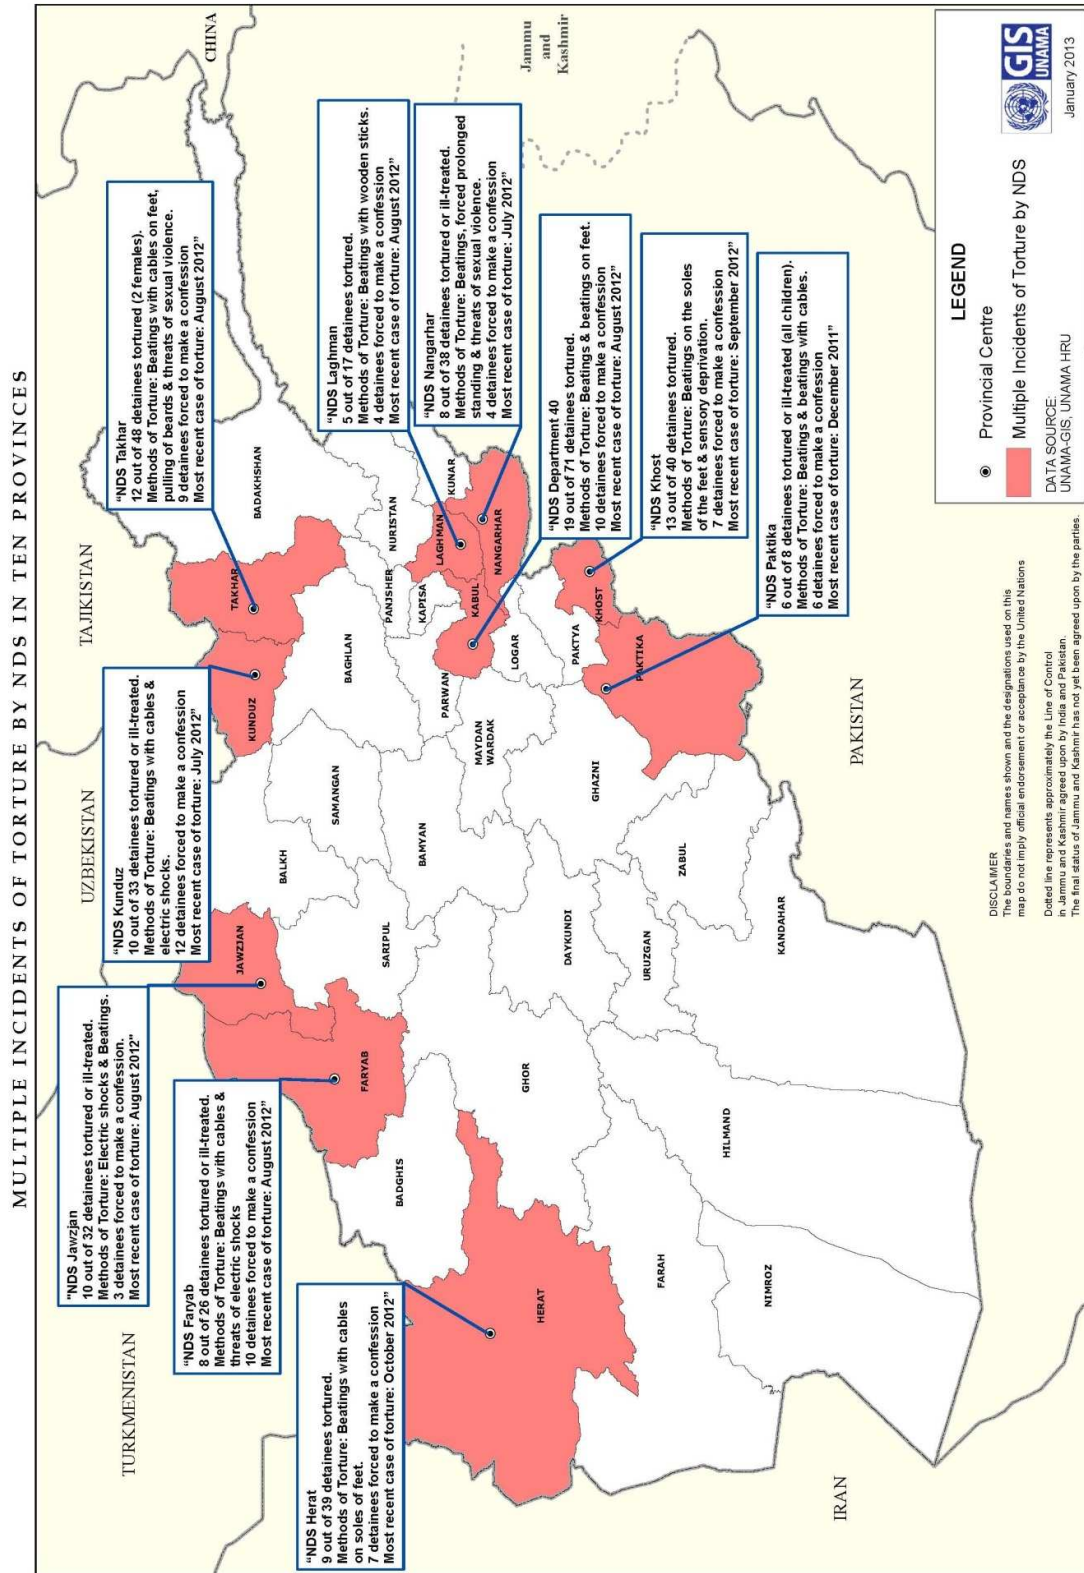 MULTIPLE INCIDENTS OF TORTURE BY NDS IN TEN PROVINCES
TURKMENISTAN
UZBEKISTAN
TAJIKISTAN
CHINA
Jammu
and
Kashmir
PAKISTAN
IRAN
"NDS Jawzjan
10 out of 32 detainees tortured or ill-treated.
Methods of Torture: Electric shocks & Beatings.
3 detainees forced to make a confession.
Most recent case of torture: August 2012"
"NDS Kunduz
10 out of 33 detainees tortured or ill-treated.
Methods of Torture: Beatings with cables &
electric shocks.
12 detainees forced to make a confession
Most recent case of torture: July 2012"
"NDS Takhar
12 out of 48 detainees tortured (2 females).
Methods of Torture: Beatings with cables on feet,
pulling of beards & threats of sexual violence.
9 detainees forced to make a confession
Most recent case of torture: August 2012"
"NDS Faryab
8 out of 26 detainees tortured or ill-treated.
Methods of Torture: Beatings with cables &
threats of electric shocks
10 detainees forced to make a confession
Most recent case of torture: August 2012"
"NDS Herat
9 out of 39 detainees tortured.
Methods of Torture: Beatings with cables
on soles of feet.
7 detainees forced to make a confession
Most recent case of torture: October 2012"
"NDS Laghman
5 out of 17 detainees tortured.
Methods of Torture: Beatings with wooden sticks.
4 detainees forced to make a confession
Most recent case of torture: August 2012"
"NDS Nangarhar
8 out of 38 detainees tortured or ill-treated.
Methods of Torture: Beatings, forced prolonged
standing & threats of sexual violence.
4 detainees forced to make a confession
Most recent case of torture: July 2012"
"NDS Department 40
19 out of 71 detainees tortured.
Methods of Torture: Beatings & beatings on feet.
10 detainees forced to make a confession
Most recent case of torture: August 2012"
"NDS Khost
13 out of 40 detainees tortured.
Methods of Torture: Beatings on the soles
of the feet & sensory deprivation.
7 detainees forced to make a confession
Most recent case of torture: September 2012"
"NDS Paktika
6 out of 8 detainees tortured or ill-treated (all children).
Methods of Torture: Beatings & beatings with cables.
6 detainees forced to make a confession
Most recent case of torture: December 2011"
JAWZJAN
FARYAB
BALKH
KUNDUZ
TAKHAR
BADAKHSHAN
SARIPUL
SAMANGAN
BAGHLAN
BADGHIS
HERAT
GHOR
BAMYAN
PARWAN
PANJSHER
KAPISA
NURISTAN
LAGHMAN
KUNAR
KABUL
NANGARHAR
MAYDAN
WARDAK
LOGAR
PAKTYA
KHOST
PAKTIKA
GHAZNI
DAYKUNDI
URUZGAN
ZABUL
KANDAHAR
HILMAND
FARAH
NIMROZ
DISCLAIMER
The boundaries and names shown and the designations used on this
map do not imply official endorsement or acceptance by the United Nations
Dotted line represents approximately the Line of Control
in Jammu and Kashmir agreed upon by India and Pakistan.
The final status of Jammu and Kashmir has not yet been agreed upon by the parties.
LEGEND
Provincial Centre
Multiple Incidents of Torture by NDS
DATA SOURCE:
UNAMA-GIS, UNAMA HRU
GIS
UNAMA
January 2013